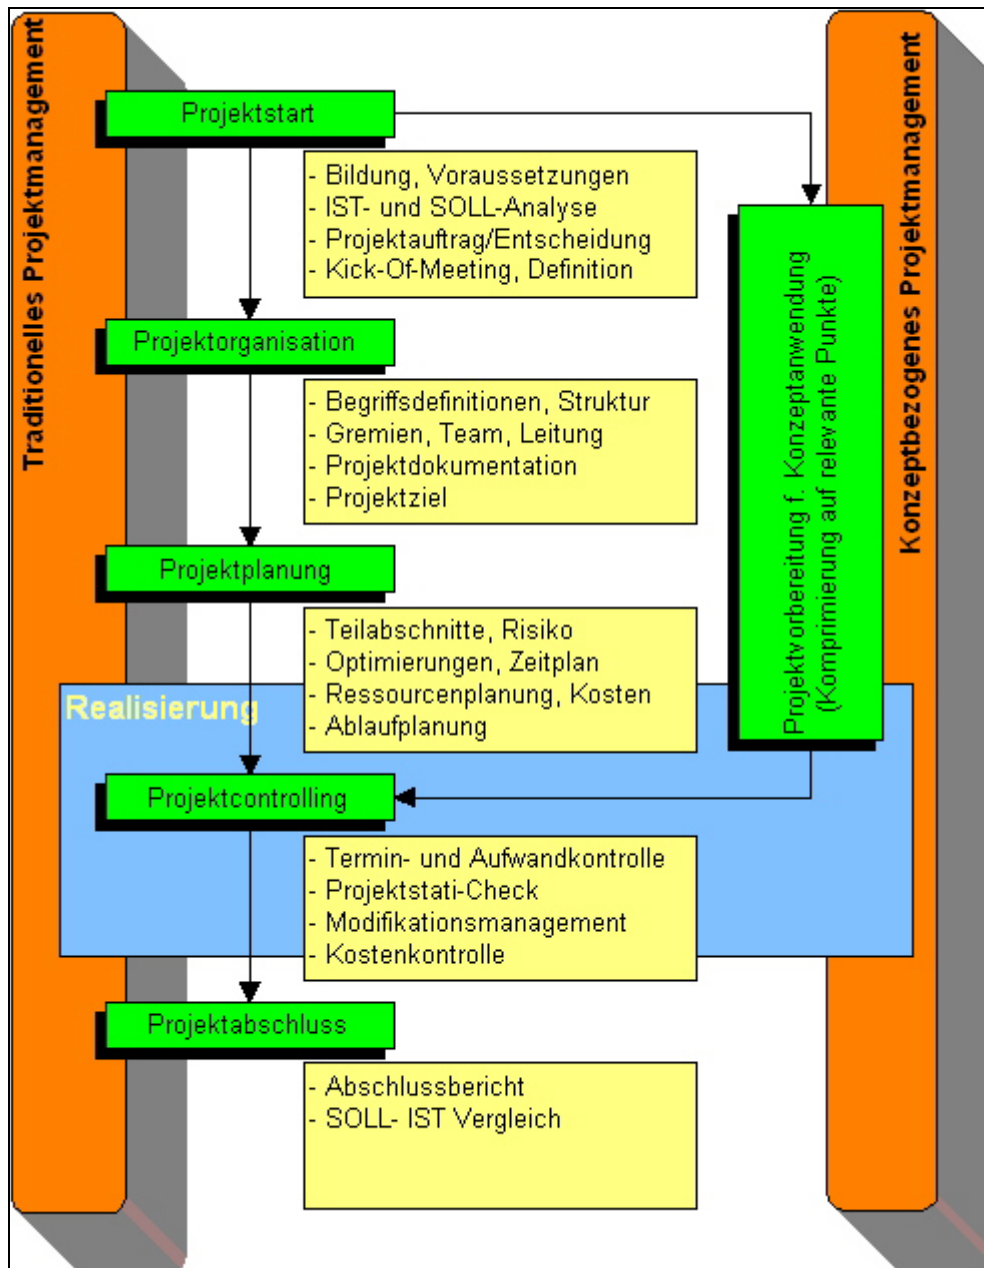 Traditionelles Projektmanagement
Konzeptbezogenes Projektmanagement
Projektstart
- Bildung, Voraussetzungen
- IST- und SOLL-Analyse
- Projektauftrag/Entscheidung
- Kick-Of-Meeting, Definition
Projektorganisation
- Begriffsdefinitionen, Struktur
- Gremien, Team, Leitung
- Projektdokumentation
- Projektziel
Projektvorbereitung f. Konzeptanwendung
(Komprimierung auf relevante Punkte)
Projektplanung
- Teilabschnitte, Risiko
- Optimierungen, Zeitplan
- Ressourcenplanung, Kosten
- Ablaufplanung
Realisierung
Projektcontrolling
- Termin- und Aufwandkontrolle
- Projektstati-Check
- Modifikationsmanagement
- Kostenkontrolle
Projektabschluss
- Abschlussbericht
- SOLL- IST Vergleich